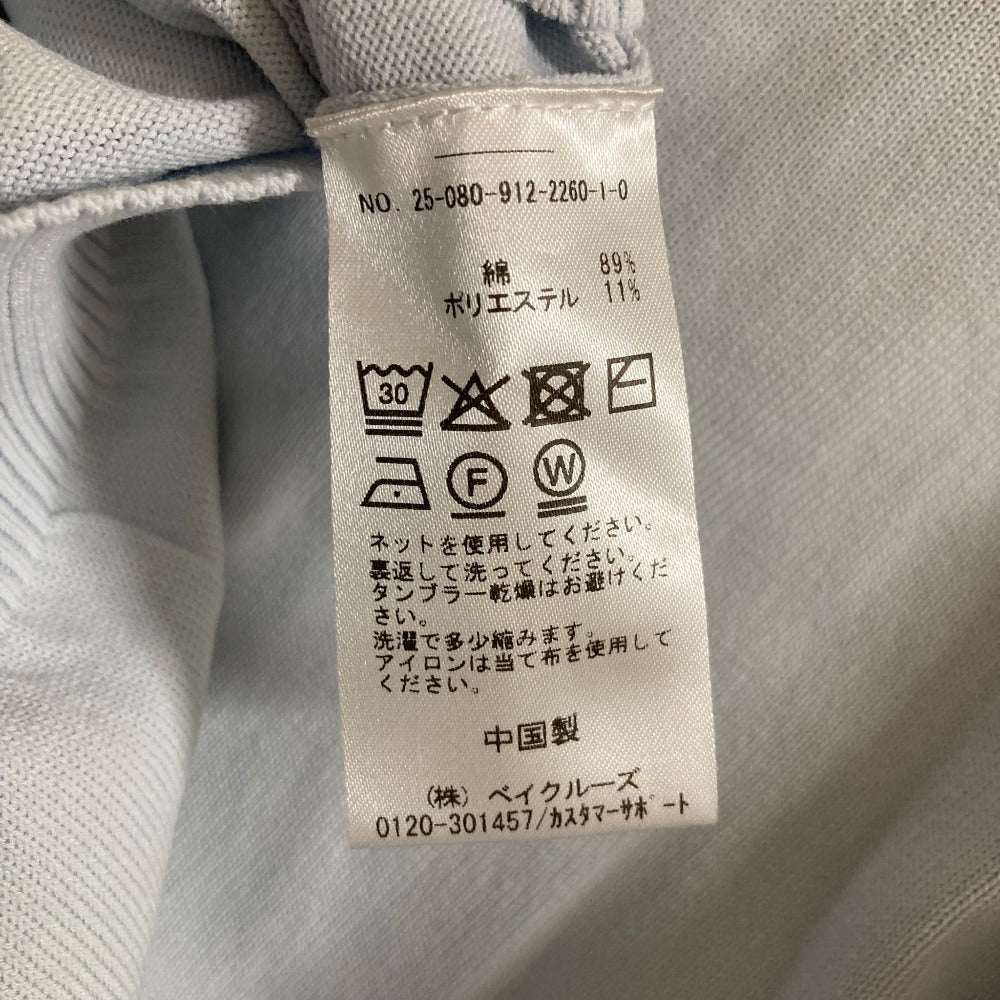 NO. 25-080-912-2260-1-0
綿 89%
ポリエステル 11%
30
F
W
ネットを使用してください。
裏返して洗ってください。
タンブラー乾燥はお避けくだ
さい。
洗濯で多少縮みます。
アイロンは当て布を使用して
ください。
中国製
(株) ベイクルーズ
0120-301457/カスタマーサポート